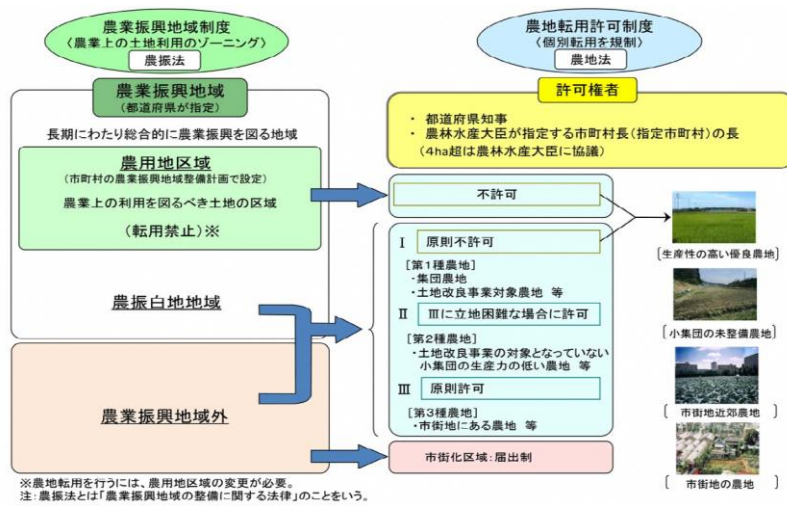 農業振興地域制度
〈農業上の土地利用のゾーニング〉
農振法
農業振興地域
(都道府県が指定)
長期にわたり総合的に農業振興を図る地域
農用地区域
(市町村の農業振興地域整備計画で設定)
農業上の利用を図るべき土地の区域
(転用禁止)※
農振白地地域
農業振興地域外
農地転用許可制度
〈個別転用を規制〉
農地法
許可権者
・ 都道府県知事
・ 農林水産大臣が指定する市町村長(指定市町村)の長
(4ha超は農林水産大臣に協議)
不許可
Ⅰ 原則不許可
[第1種農地]
・集団農地
・土地改良事業対象農地 等
Ⅱ Ⅲに立地困難な場合に許可
[第2種農地]
・土地改良事業の対象となっていない
小集団の生産力の低い農地 等
Ⅲ 原則許可
[第3種農地]
・市街地にある農地 等
市街化区域:届出制
[生産性の高い優良農地]
[小集団の未整備農地]
[市街地近郊農地]
[市街地の農地]
※農地転用を行うには、農用地区域の変更が必要。
注:農振法とは「農業振興地域の整備に関する法律」のことをいう。